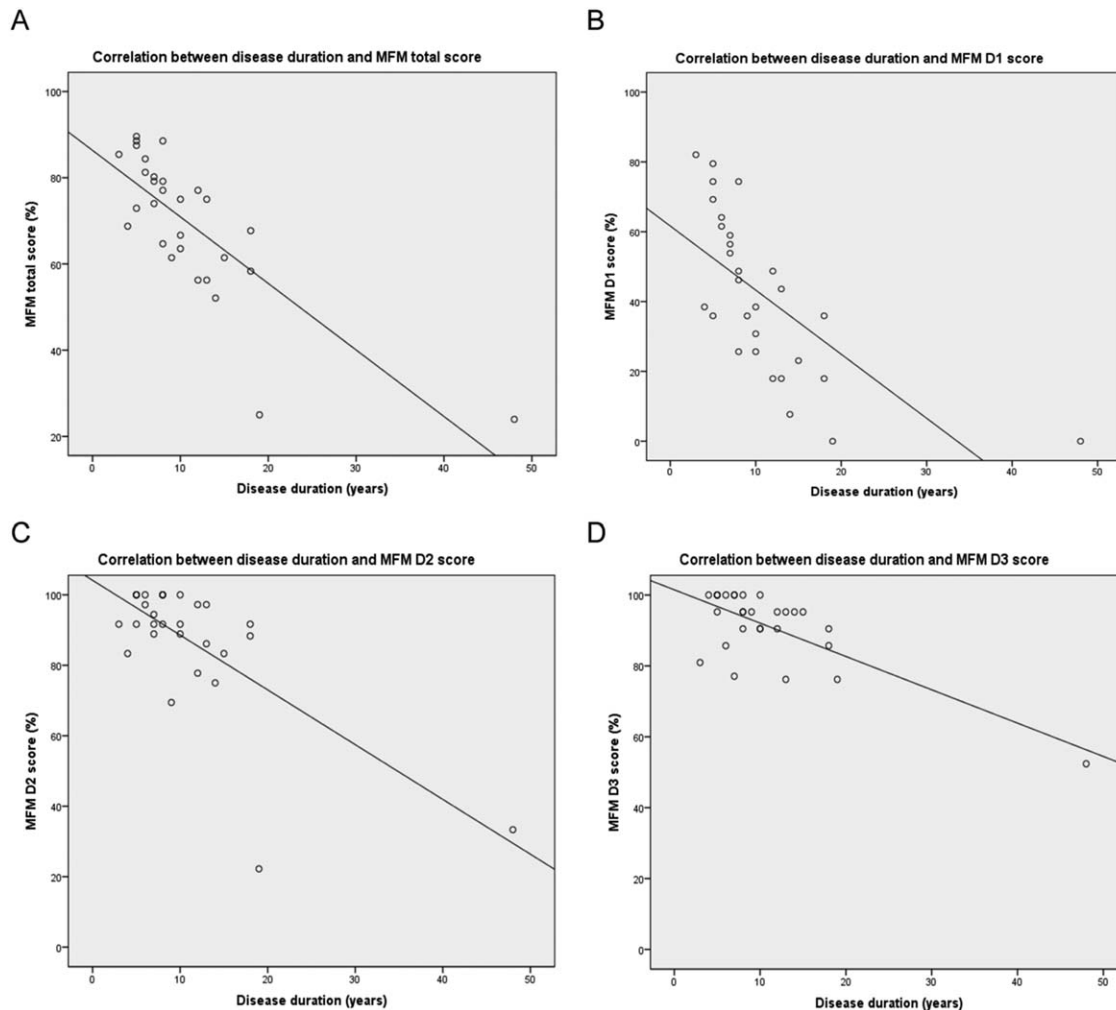 A
Correlation between disease duration and MFM total score
MFM total score (%)
100
80
60
40
20
0
10
20
30
40
50
Disease duration (years)
B
Correlation between disease duration and MFM D1 score
MFM D1 score (%)
100
80
60
40
20
0
0
10
20
30
40
50
Disease duration (years)
C
Correlation between disease duration and MFM D2 score
MFM D2 score (%)
100
80
60
40
20
0
0
10
20
30
40
50
Disease duration (years)
D
Correlation between disease duration and MFM D3 score
MFM D3 score (%)
100
80
60
40
20
0
0
10
20
30
40
50
Disease duration (years)